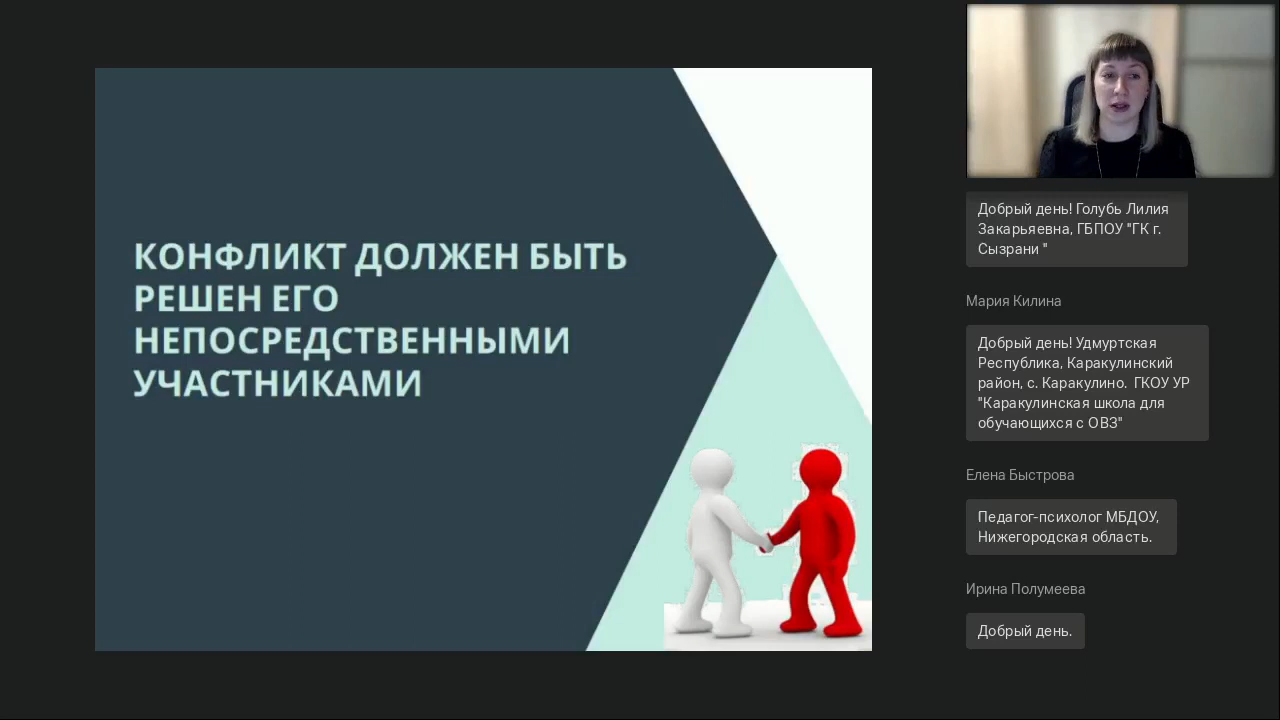 КОНФЛИКТ ДОЛЖЕН БЫТЬ
РЕШЕН ЕГО
НЕПОСРЕДСТВЕННЫМИ
УЧАСТНИКАМИ
Добрый день! Голубь Лилия
Закарьяевна, ГБПОУ "ГК г.
Сызрани "
Мария Килина
Добрый день! Удмуртская
Республика, Каракулинский
район, с. Каракулино. ГКОУ УР
"Каракулинская школа для
обучающихся с ОВЗ"
Елена Быстрова
Педагог-психолог МБДОУ,
Нижегородская область.
Ирина Полумеева
Добрый день.